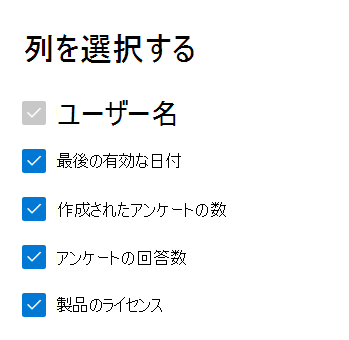 列を選択する
ユーザー名
最後の有効な日付
作成されたアンケートの数
アンケートの回答数
製品のライセンス